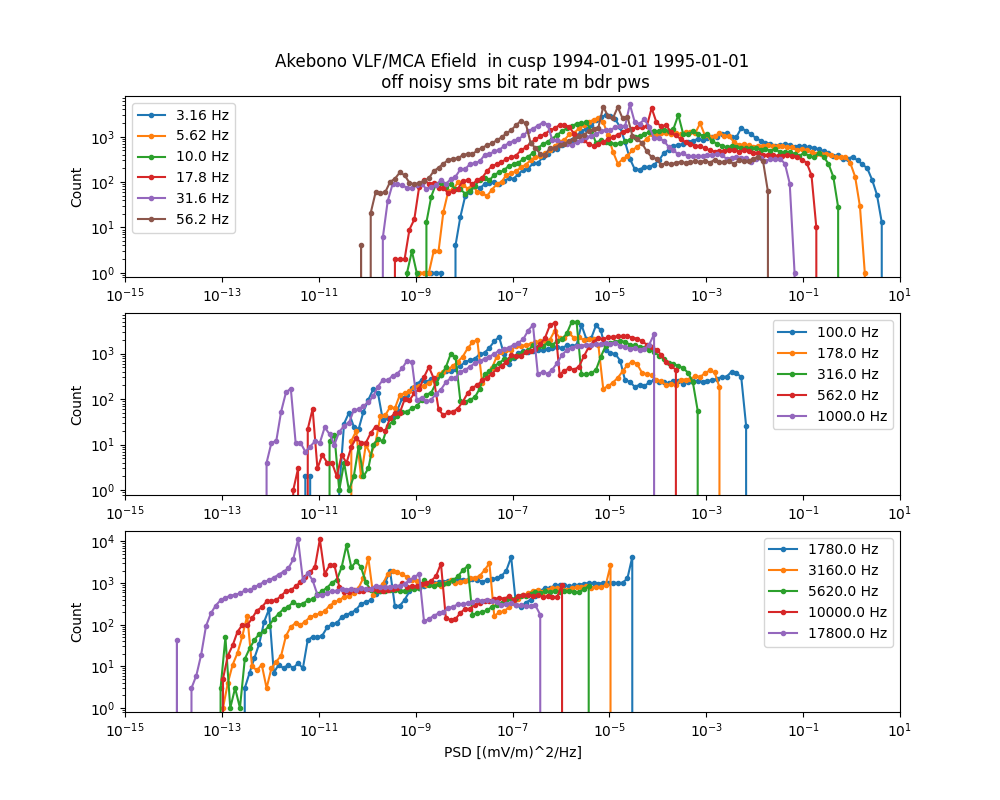 Akebono VLF/MCA Efield  in cusp 1994-01-01 1995-01-01
off noisy sms bit rate m bdr pws
Count
10^3
10^2
10^1
10^0
3.16 Hz
5.62 Hz
10.0 Hz
17.8 Hz
31.6 Hz
56.2 Hz
10^−15 10^−13 10^−11 10^−9 10^−7 10^−5 10^−3 10^−1 10^1
Count
10^3
10^2
10^1
10^0
100.0 Hz
178.0 Hz
316.0 Hz
562.0 Hz
1000.0 Hz
10^−15 10^−13 10^−11 10^−9 10^−7 10^−5 10^−3 10^−1 10^1
Count
10^4
10^3
10^2
10^1
10^0
1780.0 Hz
3160.0 Hz
5620.0 Hz
10000.0 Hz
17800.0 Hz
10^−15 10^−13 10^−11 10^−9 10^−7 10^−5 10^−3 10^−1 10^1
PSD [(mV/m)^2/Hz]